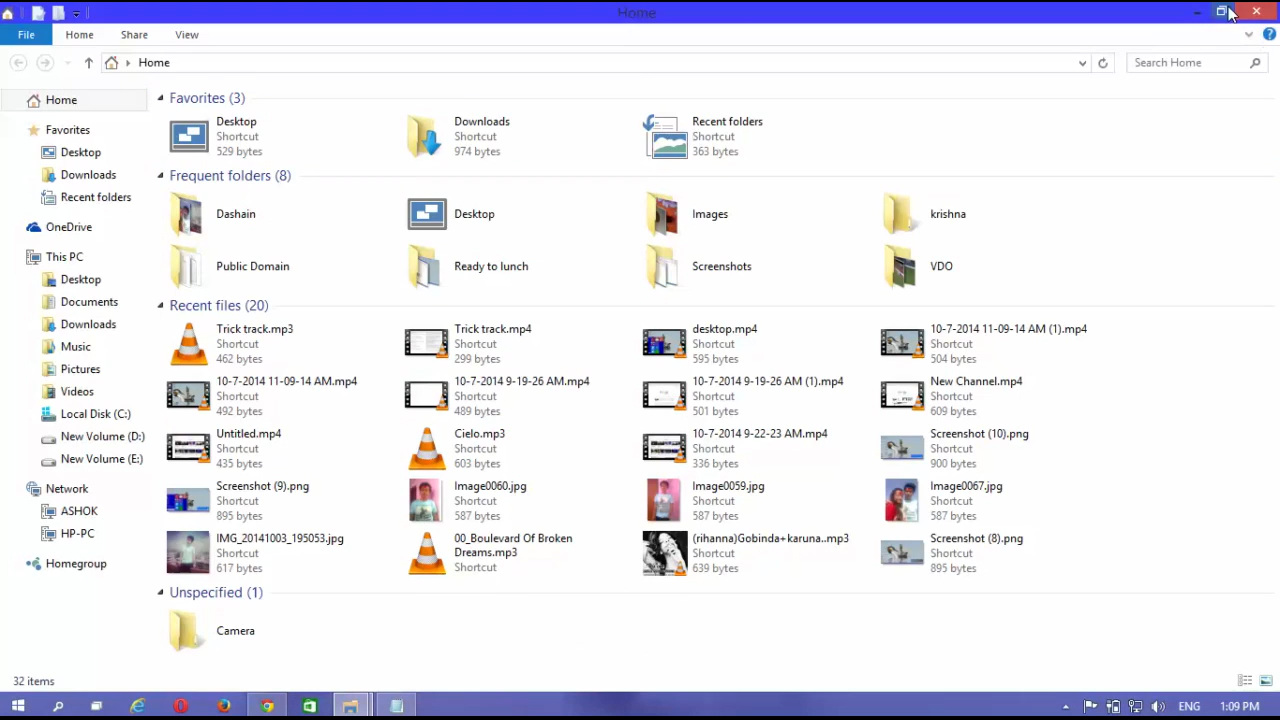 Home
File Home Share View
Home
Search Home
Home
Favorites
Desktop
Downloads
Recent folders
OneDrive
This PC
Desktop
Documents
Downloads
Music
Pictures
Videos
Local Disk (C:)
New Volume (D:)
New Volume (E:)
Network
ASHOK
HP-PC
Homegroup
Favorites (3)
Desktop
Shortcut
529 bytes
Downloads
Shortcut
974 bytes
Recent folders
Shortcut
363 bytes
Frequent folders (8)
Dashain
Desktop
Images
krishna
Public Domain
Ready to lunch
Screenshots
VDO
Recent files (20)
Trick track.mp3
Shortcut
462 bytes
Trick track.mp4
Shortcut
299 bytes
desktop.mp4
Shortcut
595 bytes
10-7-2014 11-09-14 AM (1).mp4
Shortcut
504 bytes
10-7-2014 11-09-14 AM.mp4
Shortcut
492 bytes
10-7-2014 9-19-26 AM.mp4
Shortcut
489 bytes
10-7-2014 9-19-26 AM (1).mp4
Shortcut
501 bytes
New Channel.mp4
Shortcut
609 bytes
Untitled.mp4
Shortcut
435 bytes
Cielo.mp3
Shortcut
603 bytes
10-7-2014 9-22-23 AM.mp4
Shortcut
336 bytes
Screenshot (10).png
Shortcut
900 bytes
Screenshot (9).png
Shortcut
895 bytes
Image0060.jpg
Shortcut
587 bytes
Image0059.jpg
Shortcut
587 bytes
Image0067.jpg
Shortcut
587 bytes
IMG_20141003_195053.jpg
Shortcut
617 bytes
00_Boulevard Of Broken
Dreams.mp3
Shortcut
(rihanna)Gobinda+karuna..mp3
Shortcut
639 bytes
Screenshot (8).png
Shortcut
895 bytes
Unspecified (1)
Camera
32 items
ENG 1:09 PM